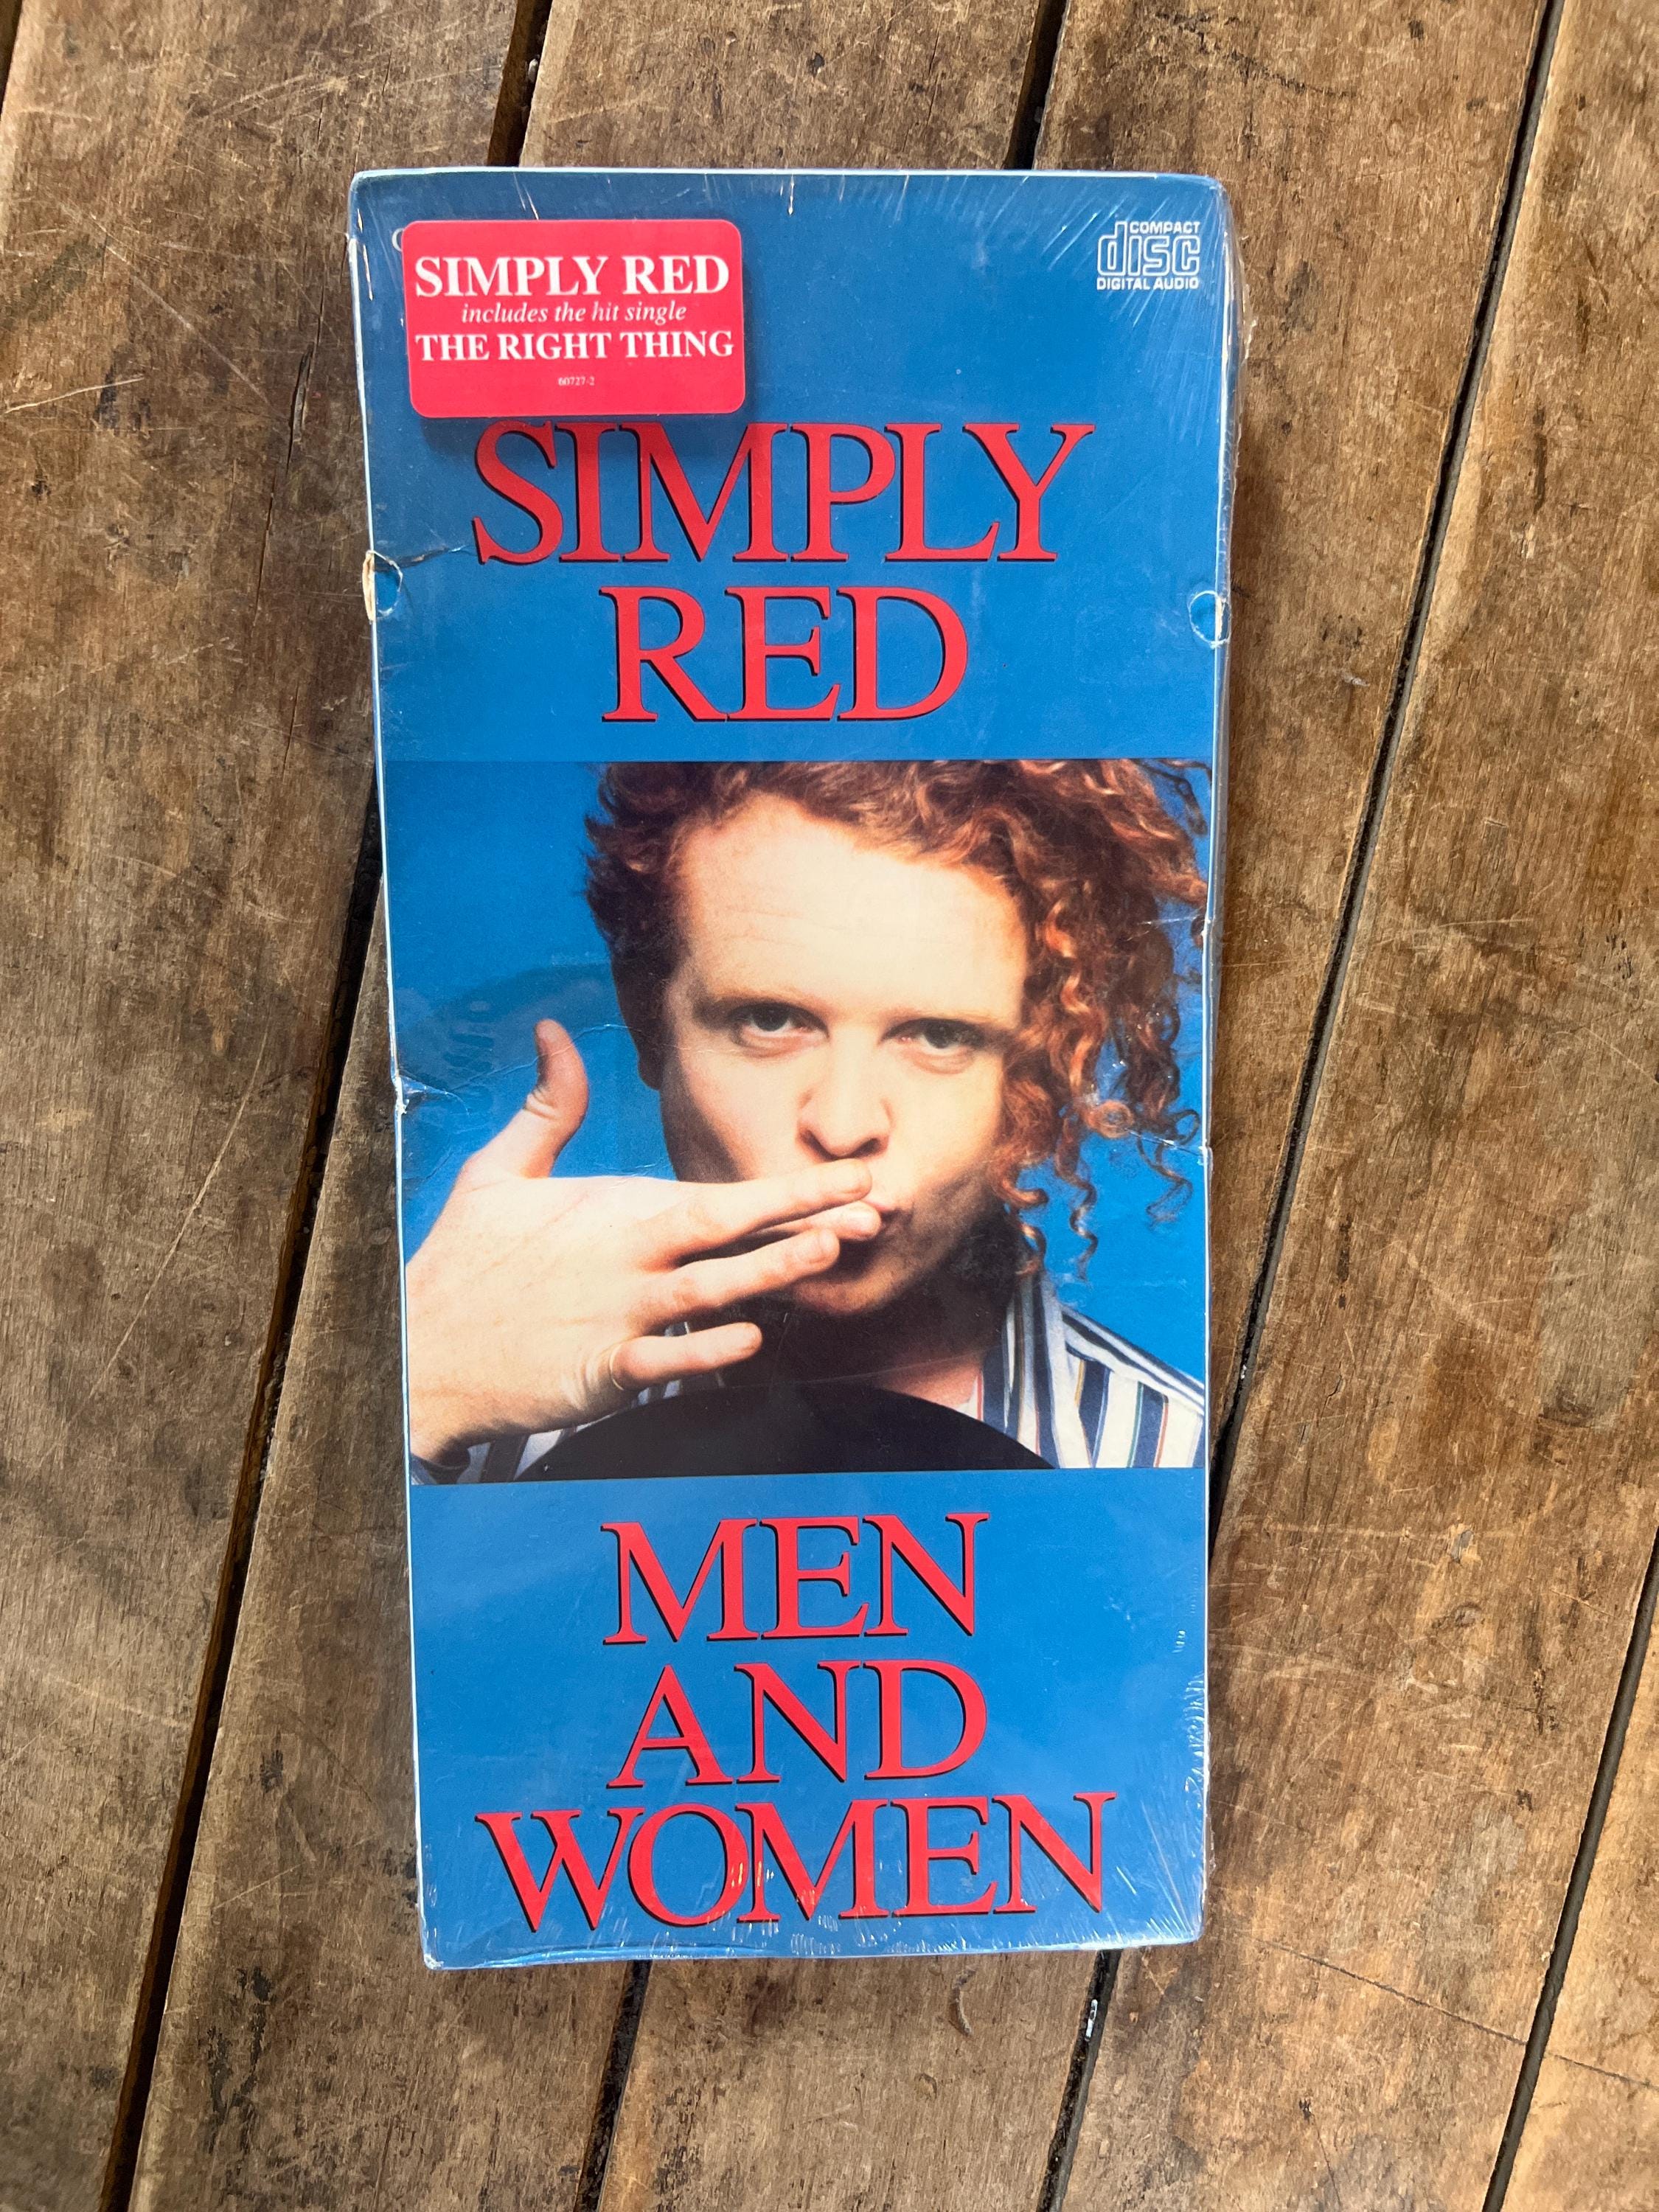 SIMPLY RED
includes the hit single
THE RIGHT THING
60727-2
COMPACT
disc
DIGITAL AUDIO
SIMPLY
RED
MEN
AND
WOMEN